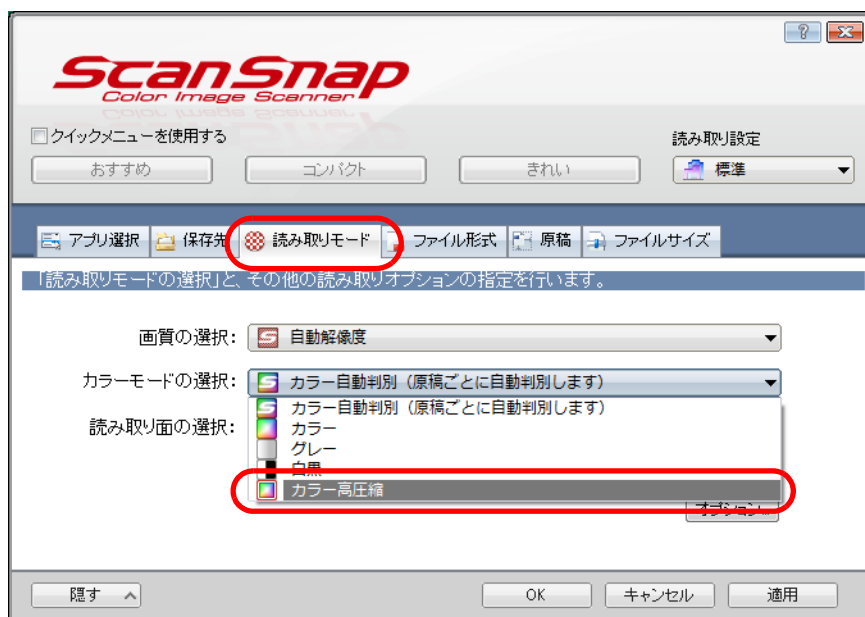 ScanSnap
Color Image Scanner
クイックメニューを使用する
読み取り設定
おすすめ
コンパクト
きれい
標準
アプリ選択
保存先
読み取りモード
ファイル形式
原稿
ファイルサイズ
「読み取りモードの選択」と、その他の読み取りオプションの指定を行います。
画質の選択:
自動解像度
カラーモードの選択:
カラー自動判別 (原稿ごとに自動判別します)
カラー自動判別 (原稿ごとに自動判別します)
読み取り面の選択:
カラー
グレー
白黒
カラー高圧縮
オプション...
隠す
OK
キャンセル
適用